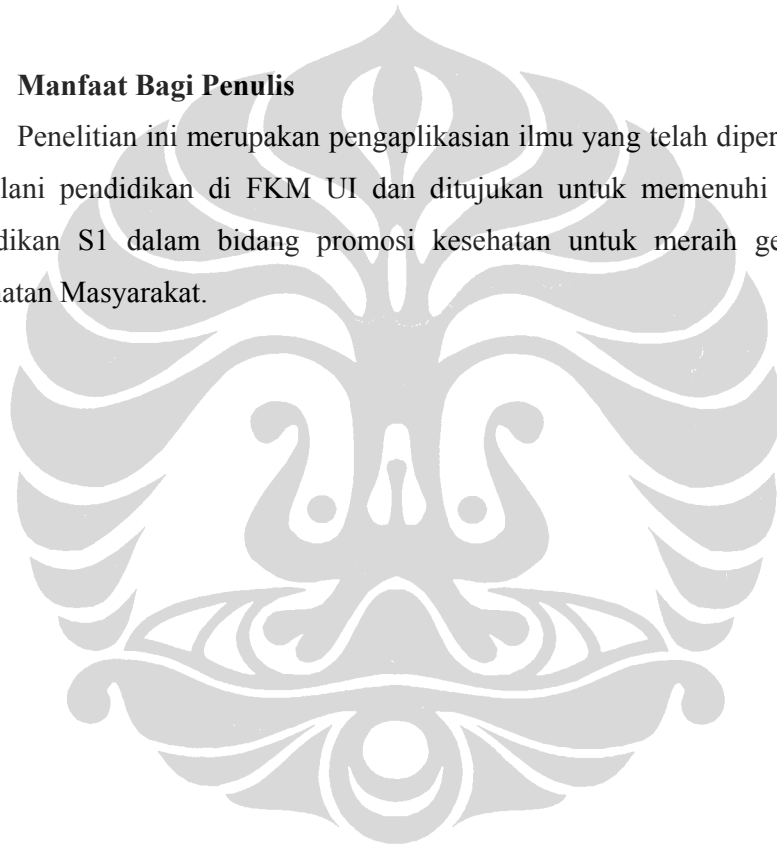 Manfaat Bagi Penulis
Penelitian ini merupakan pengaplikasian ilmu yang telah diper
lani pendidikan di FKM UI dan ditujukan untuk memenuhi
dikan S1 dalam bidang promosi kesehatan untuk meraih ge
hatan Masyarakat.